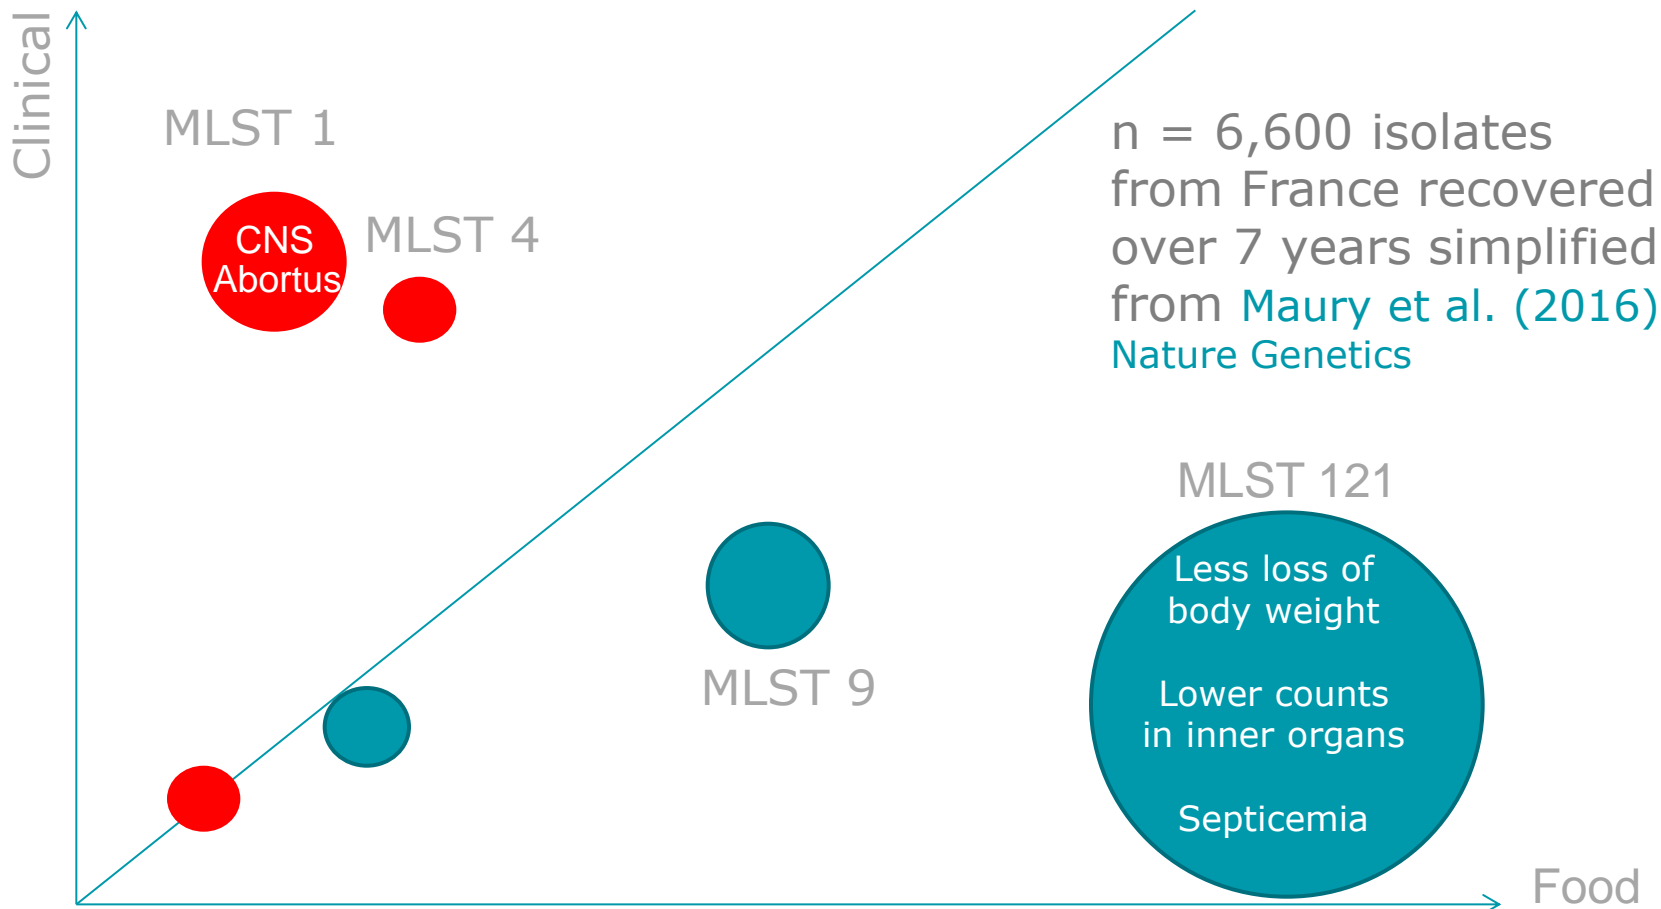 Clinical
MLST 1
CNS
Abortus
MLST 4
n = 6,600 isolates
from France recovered
over 7 years simplified
from Maury et al. (2016)
Nature Genetics
MLST 121
Less loss of
body weight
Lower counts
in inner organs
Septicemia
MLST 9
Food